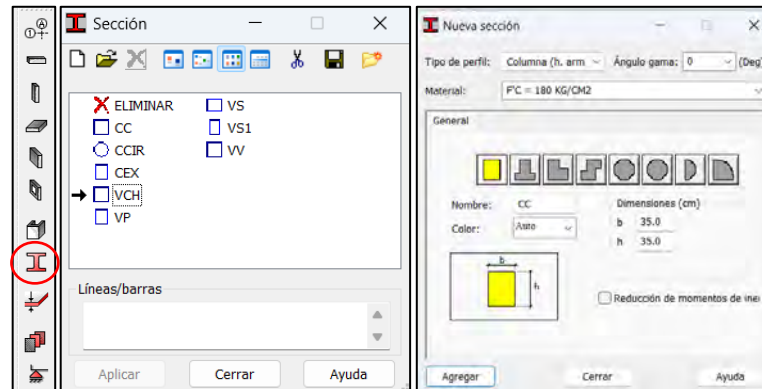 Sección
ELIMINAR
CC
CCIR
CEX
VCH
VP
VS
VS1
VV
Líneas/barras
Aplicar
Cerrar
Ayuda
Nueva sección
Tipo de perfil: Columna (h. arm Ángulo gama: 0 (Deg)
Material: F'C = 180 KG/CM2
General
Nombre: CC
Color: Auto
Dimensiones (cm)
b 35.0
h 35.0
b
h
Reducción de momentos de iner
Agregar
Cerrar
Ayuda